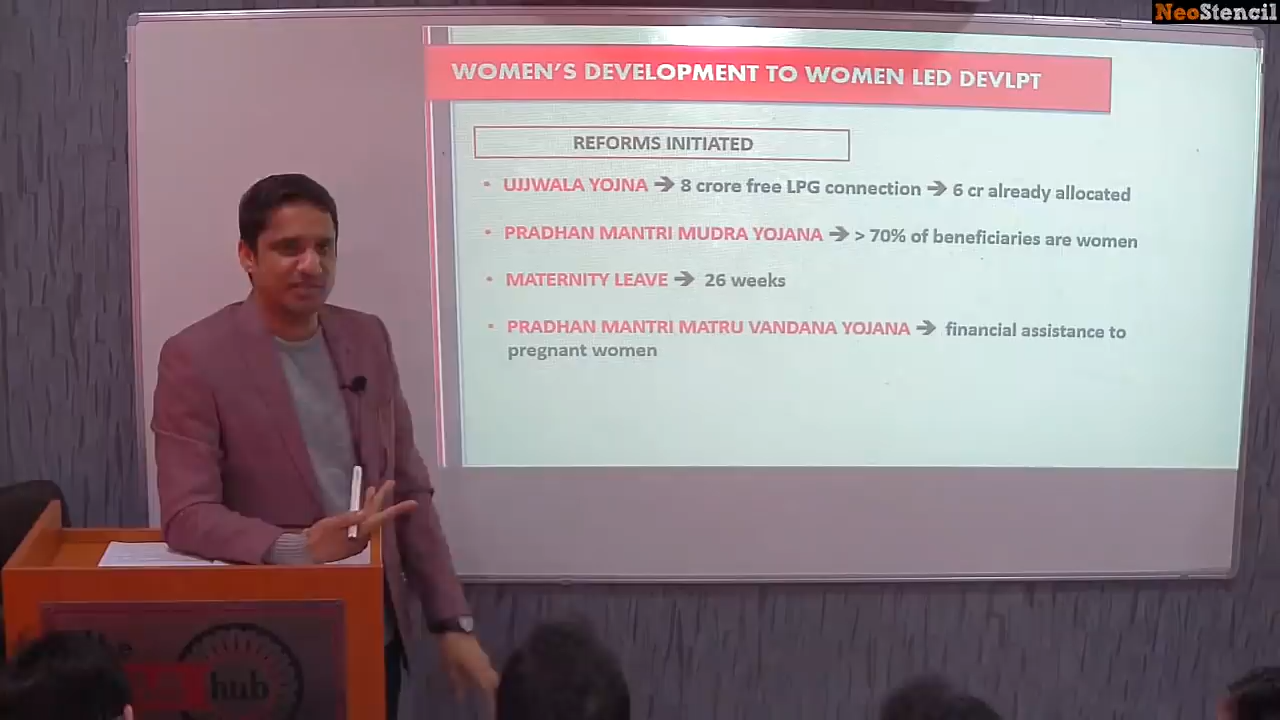 NeoStencil
WOMEN'S DEVELOPMENT TO WOMEN LED DEVLPT
REFORMS INITIATED
• UJJWALA YOJNA ➔ 8 crore free LPG connection ➔ 6 cr already allocated
• PRADHAN MANTRI MUDRA YOJANA ➔ > 70% of beneficiaries are women
• MATERNITY LEAVE ➔ 26 weeks
• PRADHAN MANTRI MATRU VANDANA YOJANA ➔ financial assistance to
pregnant women
hub